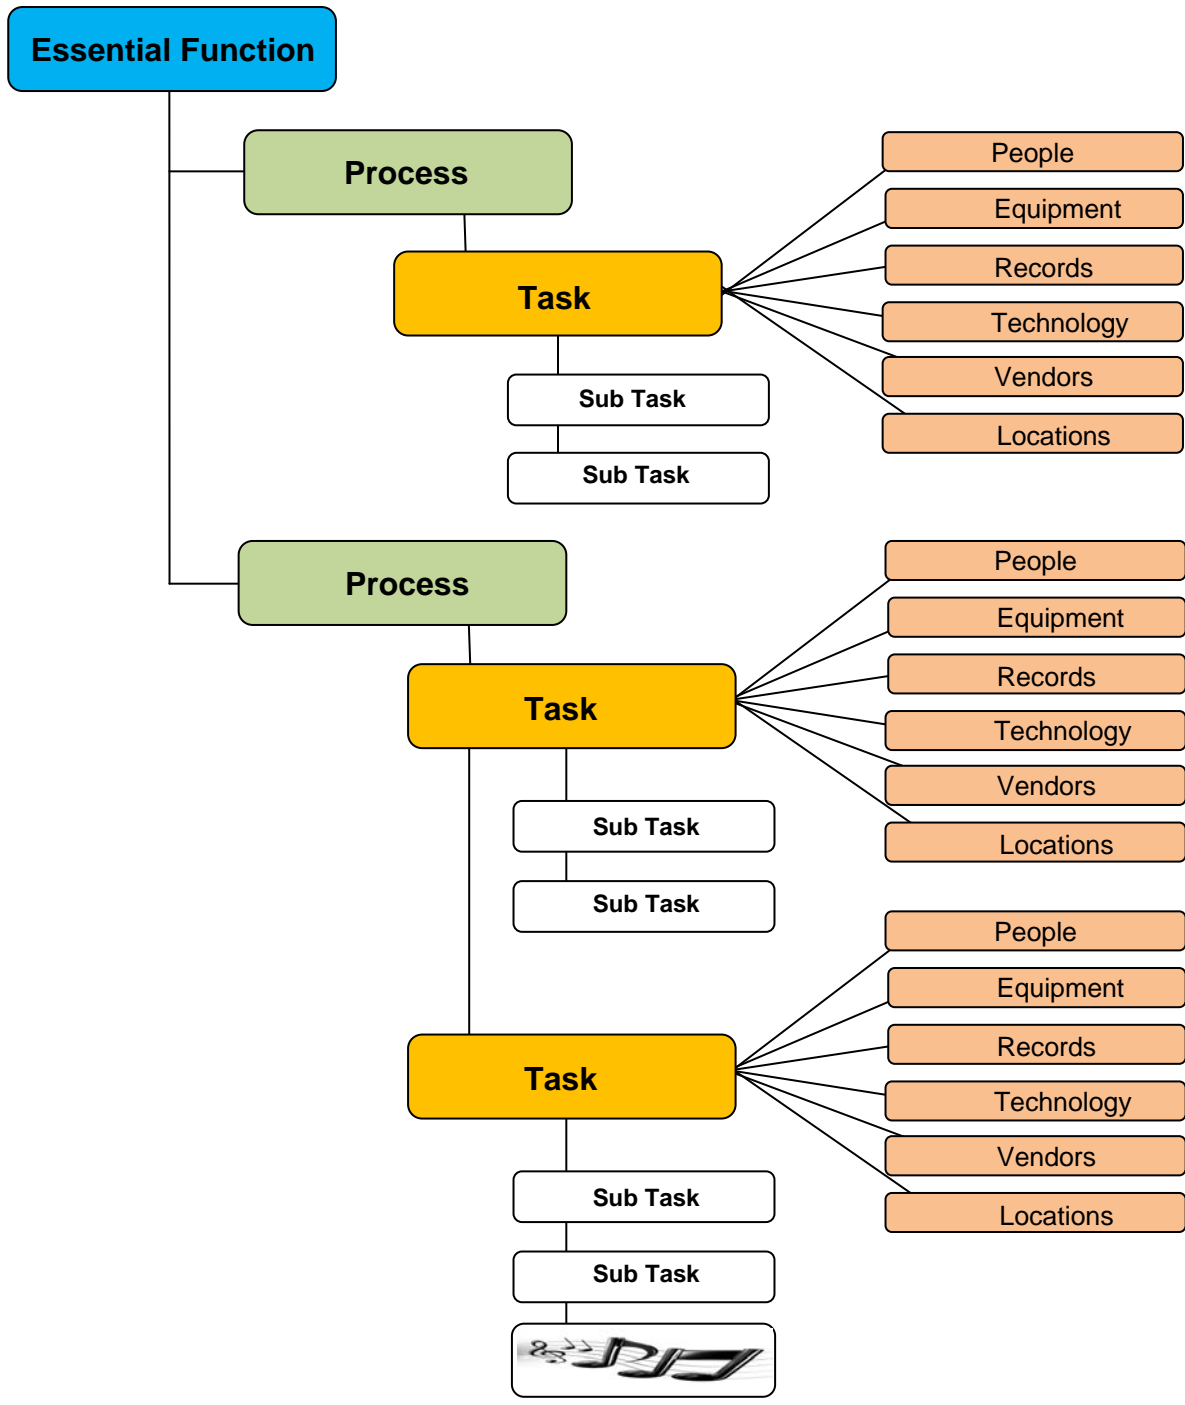 Essential Function
Process
Task
People
Equipment
Records
Technology
Vendors
Locations
Sub Task
Sub Task
Process
Task
People
Equipment
Records
Technology
Vendors
Locations
Sub Task
Sub Task
Task
People
Equipment
Records
Technology
Vendors
Locations
Sub Task
Sub Task